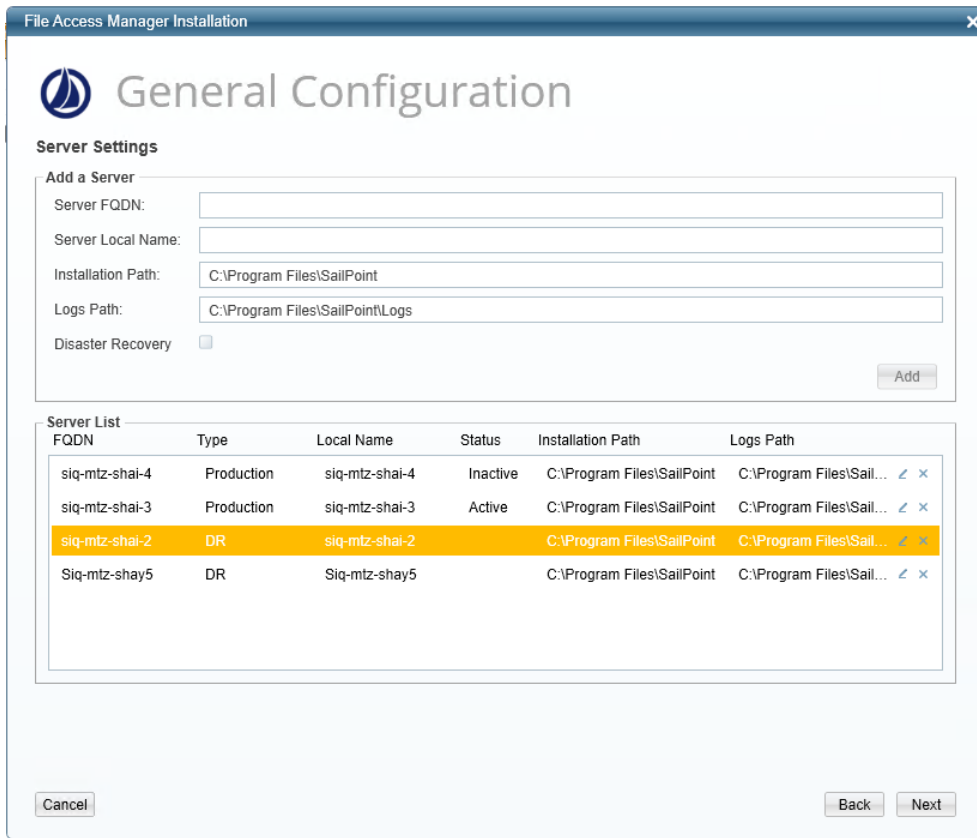 File Access Manager Installation
General Configuration
Server Settings
Add a Server
Server FQDN:
Server Local Name:
Installation Path: C:\Program Files\SailPoint
Logs Path: C:\Program Files\SailPoint\Logs
Disaster Recovery
Add
Server List
FQDN Type Local Name Status Installation Path Logs Path
siq-mtz-shai-4 Production siq-mtz-shai-4 Inactive C:\Program Files\SailPoint C:\Program Files\Sail...
siq-mtz-shai-3 Production siq-mtz-shai-3 Active C:\Program Files\SailPoint C:\Program Files\Sail...
siq-mtz-shai-2 DR siq-mtz-shai-2 C:\Program Files\SailPoint C:\Program Files\Sail...
Siq-mtz-shay5 DR Siq-mtz-shay5 C:\Program Files\SailPoint C:\Program Files\Sail...
Cancel Back Next